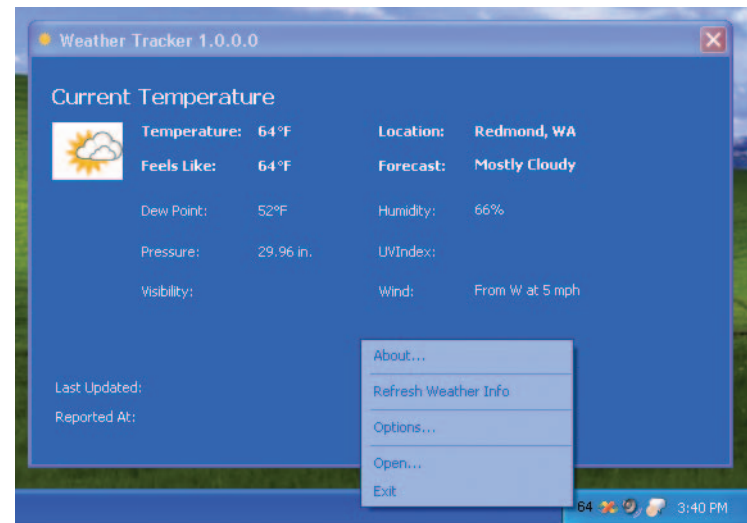 Weather Tracker 1.0.0.0
Current Temperature
Temperature: 64°F Location: Redmond, WA
Feels Like: 64°F Forecast: Mostly Cloudy
Dew Point: 52°F Humidity: 66%
Pressure: 29.96 in. UVIndex:
Visibility: Wind: From W at 5 mph
About...
Last Updated:
Refresh Weather Info
Reported At:
Options...
Open...
Exit
64 3:40 PM